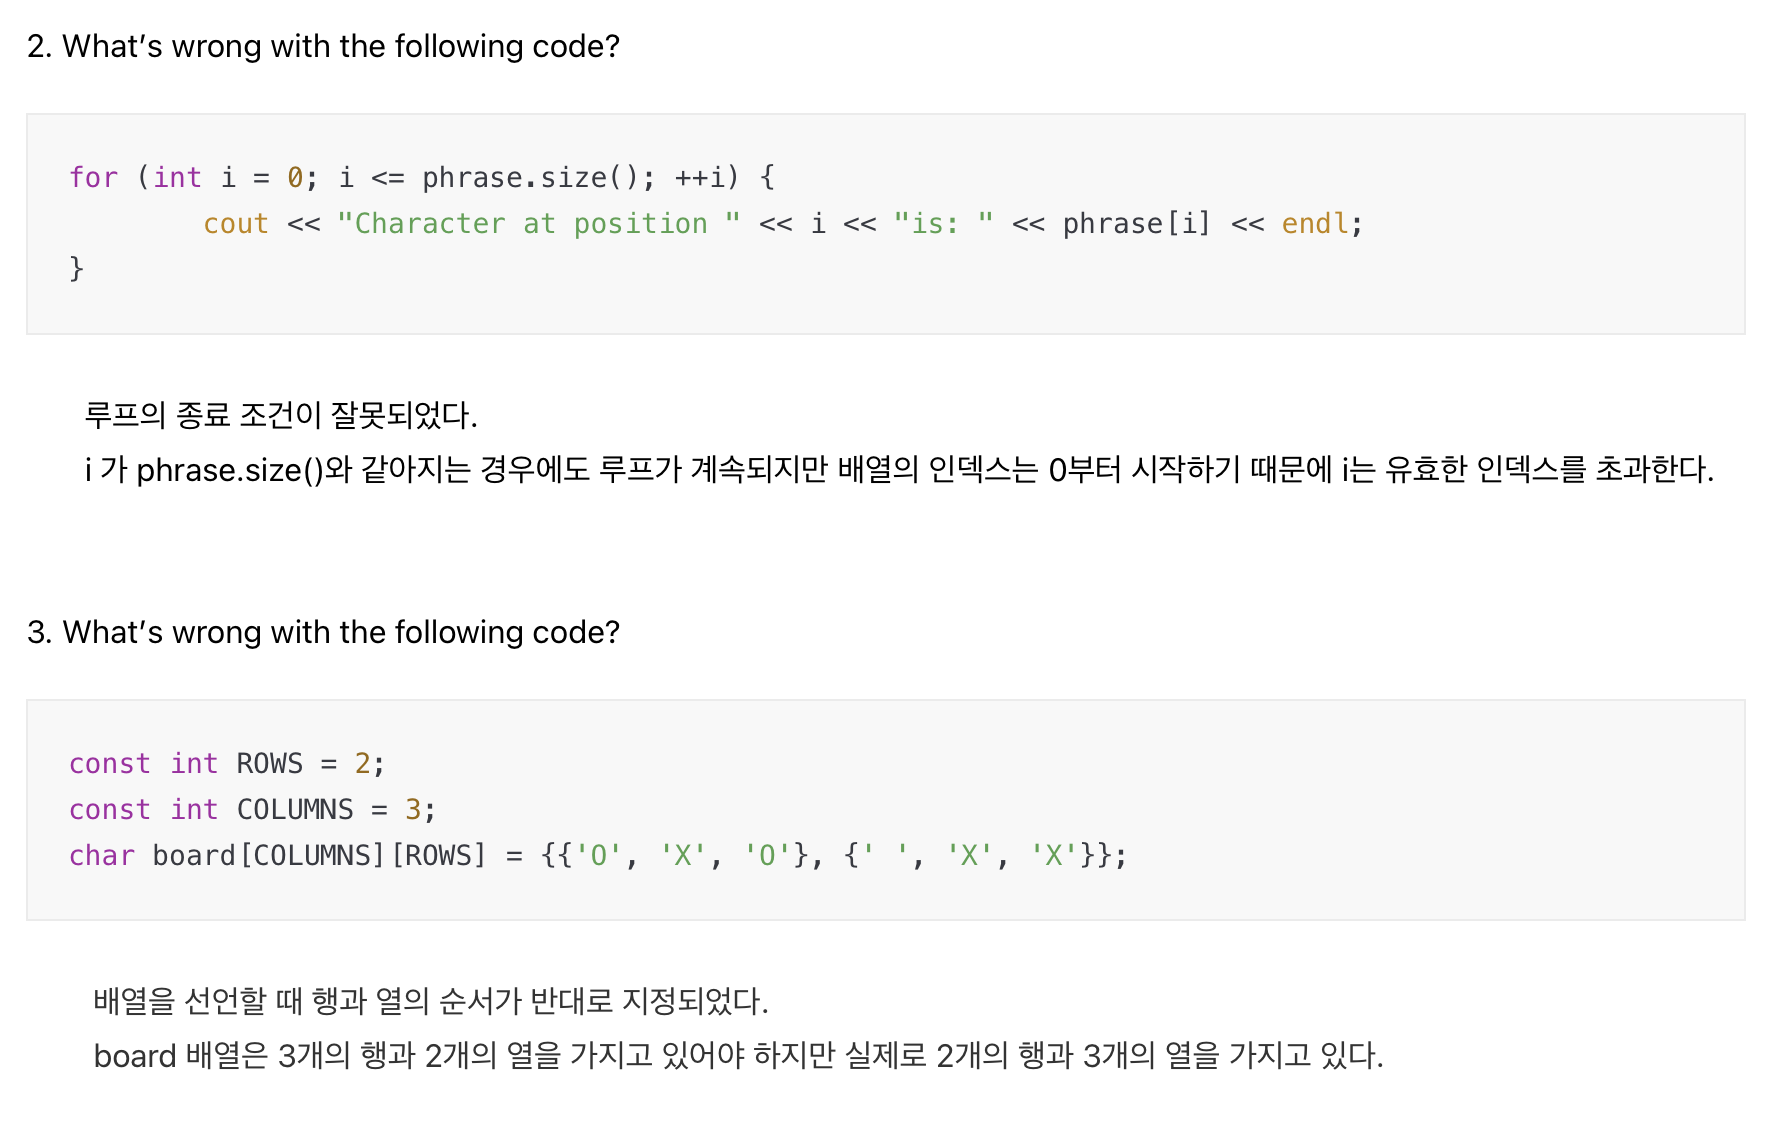 2. What’s wrong with the following code?
for (int i = 0; i <= phrase.size(); ++i) {
cout << "Character at position " << i << "is: " << phrase[i] << endl;
}
루프의 종료 조건이 잘못되었다.
i 가 phrase.size()와 같아지는 경우에도 루프가 계속되지만 배열의 인덱스는 0부터 시작하기 때문에 i는 유효한 인덱스를 초과한다.
3. What’s wrong with the following code?
const int ROWS = 2;
const int COLUMNS = 3;
char board[COLUMNS][ROWS] = {{'O', 'X', 'O'}, {' ', 'X', 'X'}};
배열을 선언할 때 행과 열의 순서가 반대로 지정되었다.
board 배열은 3개의 행과 2개의 열을 가지고 있어야 하지만 실제로 2개의 행과 3개의 열을 가지고 있다.